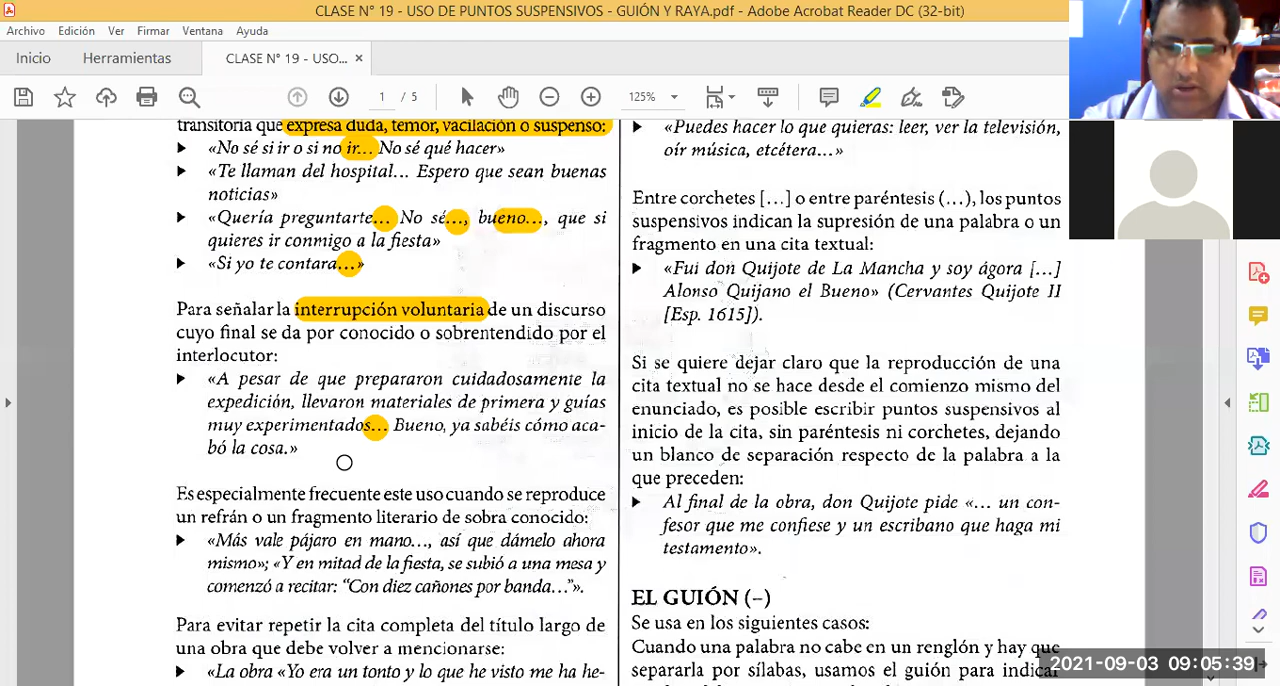 CLASE N° 19 - USO DE PUNTOS SUSPENSIVOS - GUIÓN Y RAYA.pdf - Adobe Acrobat Reader DC (32-bit)
Archivo Edición Ver Firmar Ventana Ayuda
Inicio Herramientas CLASE N° 19 - USO... ×
1 / 5 125%
transitoria que expresa duda, temor, vacilación o suspenso:
«No sé si ir o si no ir... No sé qué hacer»
«Te llaman del hospital... Espero que sean buenas
noticias»
«Quería preguntarte... No sé..., bueno..., que si
quieres ir conmigo a la fiesta»
«Si yo te contara...»
Para señalar la interrupción voluntaria de un discurso
cuyo final se da por conocido o sobrentendido por el
interlocutor:
«A pesar de que prepararon cuidadosamente la
expedición, llevaron materiales de primera y guías
muy experimentados... Bueno, ya sabéis cómo aca-
bó la cosa.»
Es especialmente frecuente este uso cuando se reproduce
un refrán o un fragmento literario de sobra conocido:
«Más vale pájaro en mano..., así que dámelo ahora
mismo»; «Y en mitad de la fiesta, se subió a una mesa y
comenzó a recitar: “Con diez cañones por banda...”».
Para evitar repetir la cita completa del título largo de
una obra que debe volver a mencionarse:
«La obra «Yo era un tonto y lo que he visto me ha he-
«Puedes hacer lo que quieras: leer, ver la televisión,
oír música, etcétera...»
Entre corchetes [...] o entre paréntesis (...), los puntos
suspensivos indican la supresión de una palabra o un
fragmento en una cita textual:
«Fui don Quijote de La Mancha y soy ágora [...]
Alonso Quijano el Bueno» (Cervantes Quijote II
[Esp. 1615]).
Si se quiere dejar claro que la reproducción de una
cita textual no se hace desde el comienzo mismo del
enunciado, es posible escribir puntos suspensivos al
inicio de la cita, sin paréntesis ni corchetes, dejando
un blanco de separación respecto de la palabra a la
que preceden:
Al final de la obra, don Quijote pide «... un con-
fesor que me confiese y un escribano que haga mi
testamento».
EL GUIÓN (-)
Se usa en los siguientes casos:
Cuando una palabra no cabe en un renglón y hay que
separarla por sílabas, usamos el guión para indicar
2021-09-03 09:05:39